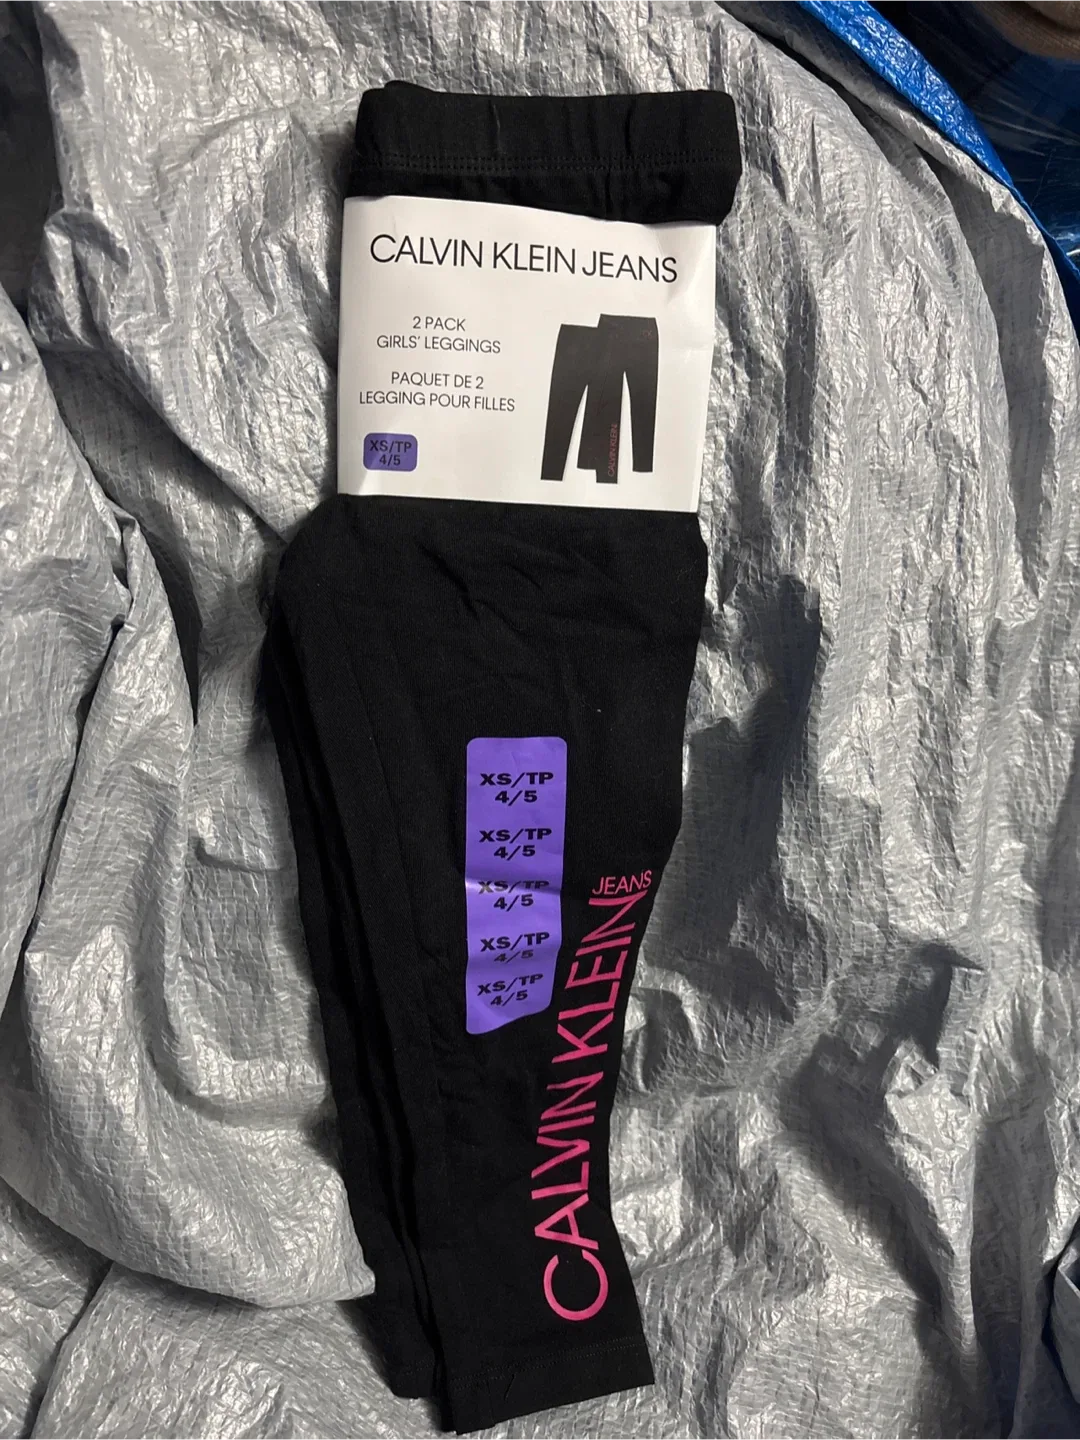 CALVIN KLEIN JEANS
2 PACK
GIRLS' LEGGINGS
PAQUET DE 2
LEGGING POUR FILLES
XS/TP
4/5
CALVIN KLEIN
XS/TP
4/5
XS/TP
4/5
XS/TP
4/5
XS/TP
4/5
XS/TP
4/5
JEANS
CALVIN KLEIN